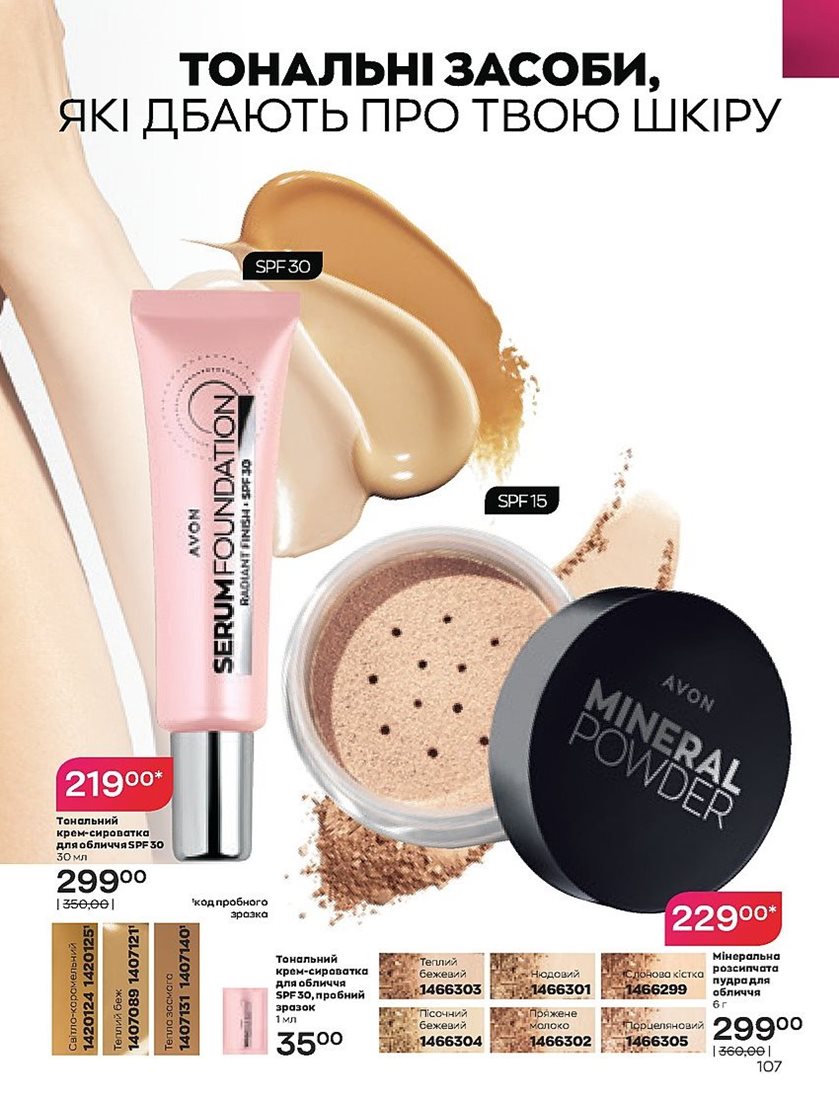 ТОНАЛЬНІ ЗАСОБИ,
ЯКІ ДБАЮТЬ ПРО ТВОЮ ШКІРУ
SPF 30
SPF 15
AVON
SERUMFOUNDATION
RADIANT FINISH • SPF 30
AVON
MINERAL
POWDER
219⁰⁰*
Тональний
крем-сироватка
для обличчя SPF 30
30 мл
299⁰⁰
| 350,00 |
¹код пробного
зразка
Світло-карамельний
1420124 1420125¹
Теплий беж
1407089 1407121¹
Тепла засмага
1407131 1407140¹
Тональний
крем-сироватка
для обличчя
SPF 30, пробний
зразок
1 мл
35⁰⁰
Теплий
бежевий
1466303
Нюдовий
1466301
Слонова кістка
1466299
Пісочний
бежевий
1466304
Пряжене
молоко
1466302
Порцеляновий
1466305
229⁰⁰*
Мінеральна
розсипчата
пудра для
обличчя
6 г
299⁰⁰
| 360,00 |
107